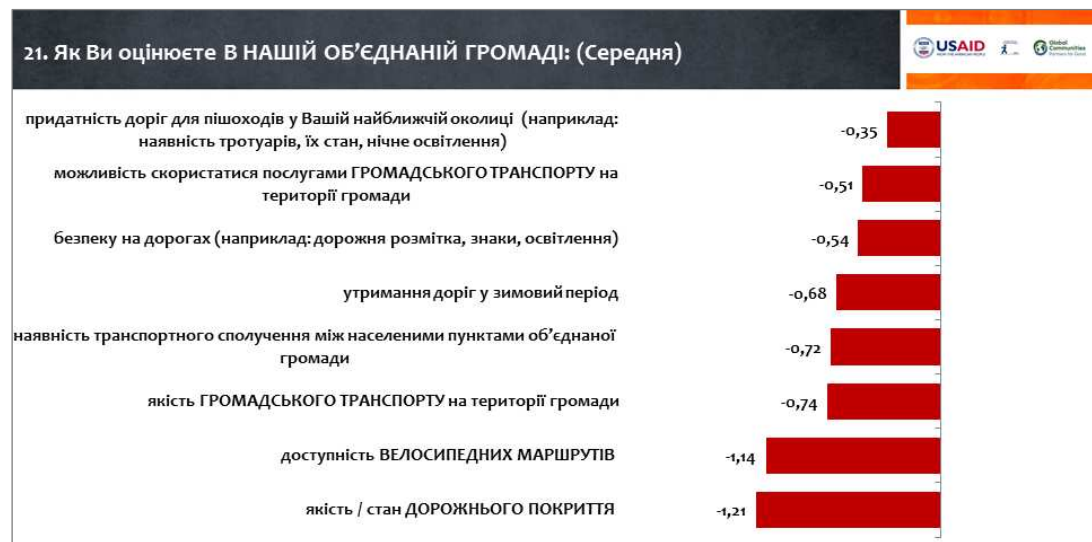 21. Як Ви оцінюєте В НАШІЙ ОБ’ЄДНАНІЙ ГРОМАДІ: (Середня)
USAID
Global
Communities
придатність доріг для пішоходів у Вашій найближчій околиці (наприклад:
наявність тротуарів, їх стан, нічне освітлення)
-0,35
можливість скористатися послугами ГРОМАДСЬКОГО ТРАНСПОРТУ на
території громади
-0,51
безпеку на дорогах (наприклад: дорожня розмітка, знаки, освітлення)
-0,54
утримання доріг у зимовий період
-0,68
наявність транспортного сполучення між населеними пунктами об’єднаної
громади
-0,72
якість ГРОМАДСЬКОГО ТРАНСПОРТУ на території громади
-0,74
доступність ВЕЛОСИПЕДНИХ МАРШРУТІВ
-1,14
якість / стан ДОРОЖНЬОГО ПОКРИТТЯ
-1,21